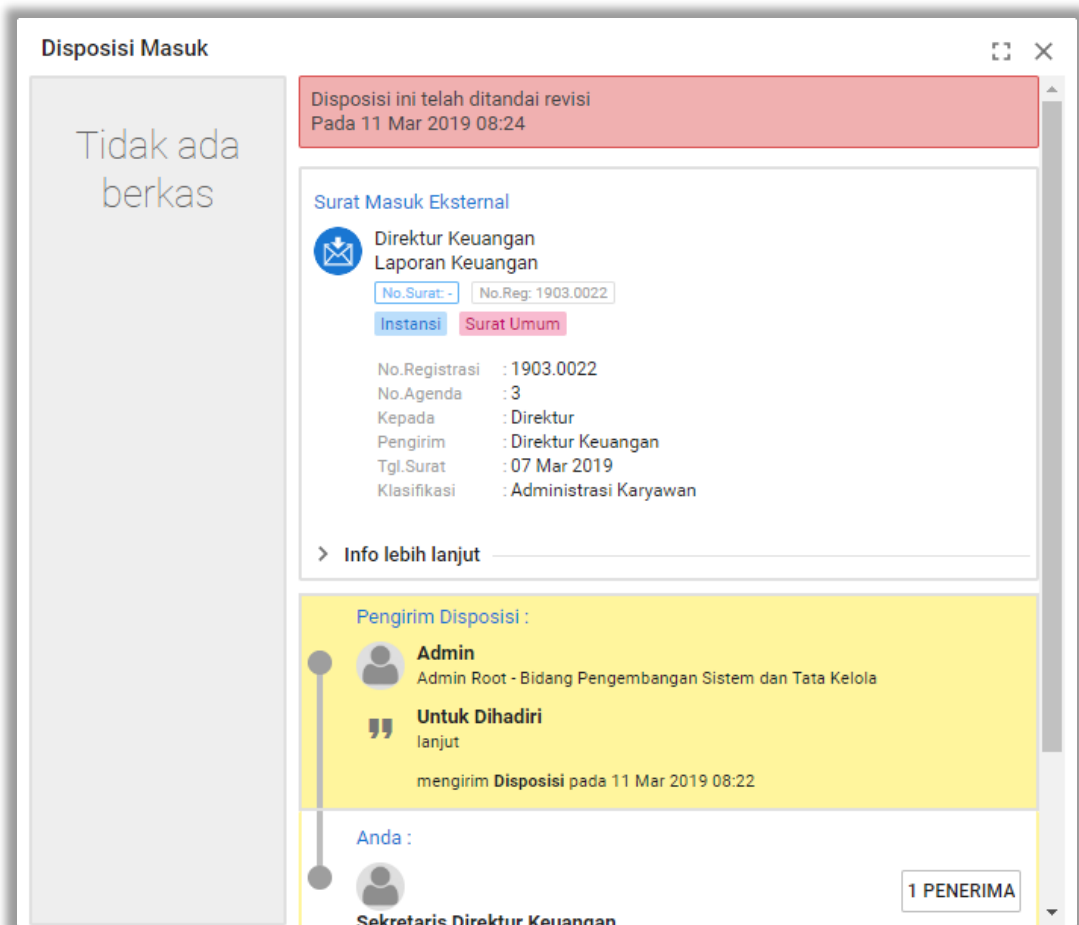 Disposisi Masuk
Tidak ada
berkas
Disposisi ini telah ditandai revisi
Pada 11 Mar 2019 08:24
Surat Masuk Eksternal
Direktur Keuangan
Laporan Keuangan
No.Surat: - No.Reg: 1903.0022
Instansi Surat Umum
No.Registrasi : 1903.0022
No.Agenda : 3
Kepada : Direktur
Pengirim : Direktur Keuangan
Tgl.Surat : 07 Mar 2019
Klasifikasi : Administrasi Karyawan
Info lebih lanjut
Pengirim Disposisi :
Admin
Admin Root - Bidang Pengembangan Sistem dan Tata Kelola
Untuk Dihadiri
lanjut
mengirim Disposisi pada 11 Mar 2019 08:22
Anda :
1 PENERIMA
Sekretaris Direktur Keuangan